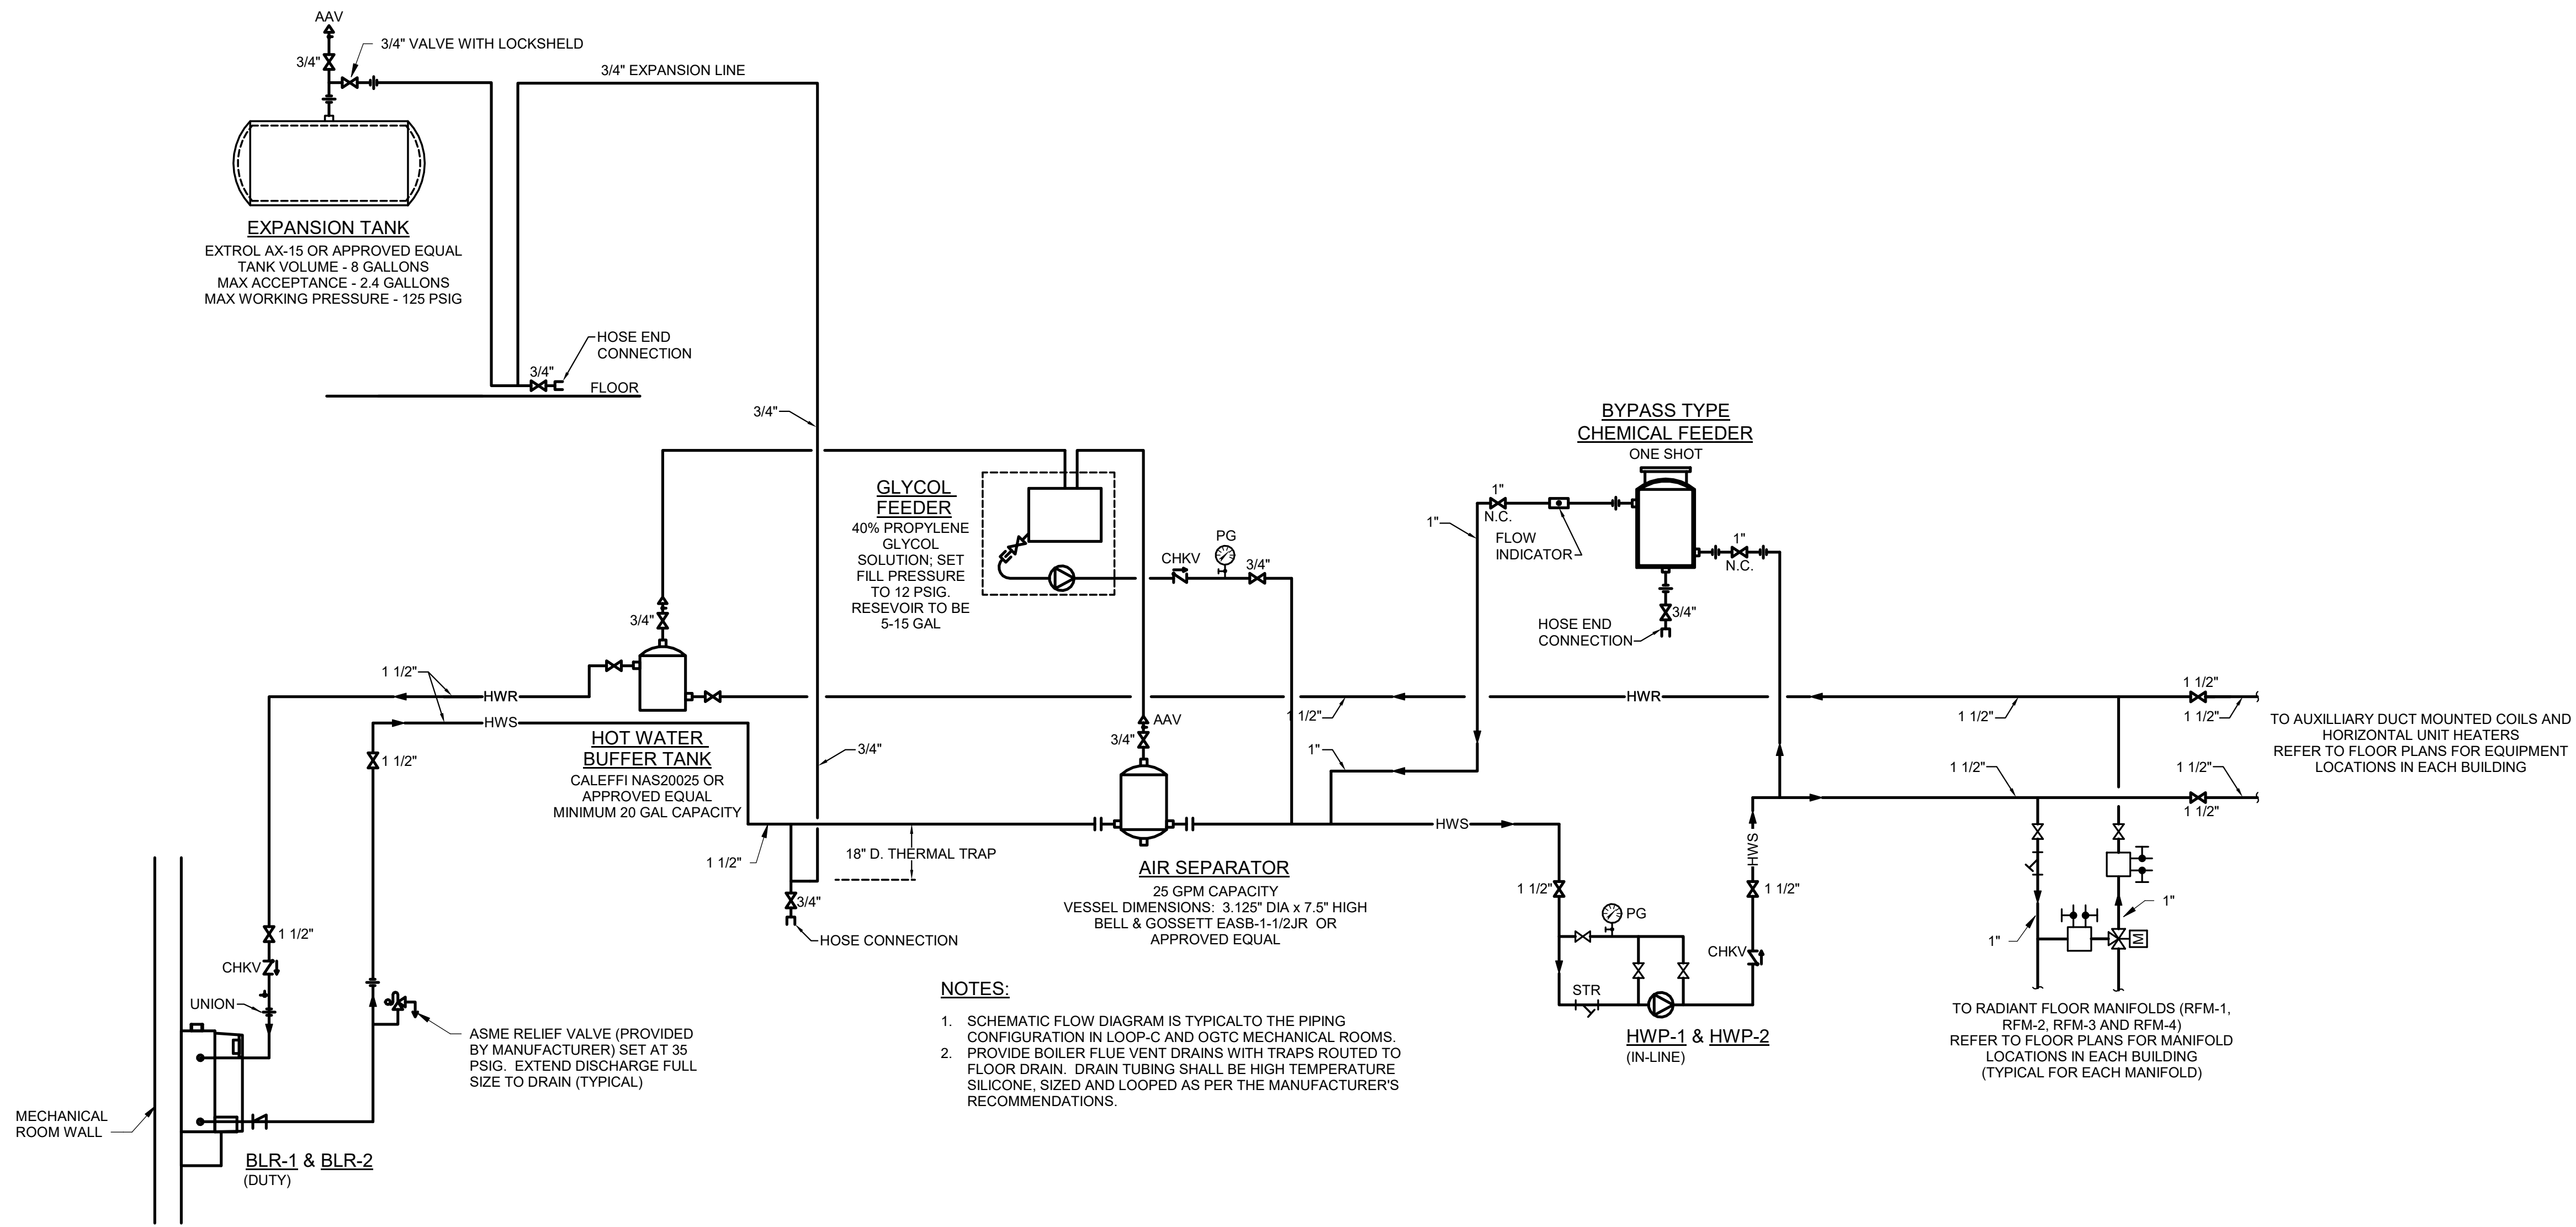 AAV
3/4" VALVE WITH LOCKSHELD
3/4"
3/4" EXPANSION LINE
EXPANSION TANK
EXTROL AX-15 OR APPROVED EQUAL
TANK VOLUME - 8 GALLONS
MAX ACCEPTANCE - 2.4 GALLONS
MAX WORKING PRESSURE - 125 PSIG
HOSE END
CONNECTION
3/4"
FLOOR
3/4"
GLYCOL
FEEDER
40% PROPYLENE
GLYCOL
SOLUTION; SET
FILL PRESSURE
TO 12 PSIG.
RESEVOIR TO BE
5-15 GAL
CHKV
PG
3/4"
BYPASS TYPE
CHEMICAL FEEDER
ONE SHOT
1"
N.C.
1"
FLOW
INDICATOR
1"
N.C.
3/4"
HOSE END
CONNECTION
3/4"
1 1/2"
HWR
HWS
HOT WATER
BUFFER TANK
CALEFFI NAS20025 OR
APPROVED EQUAL
MINIMUM 20 GAL CAPACITY
1 1/2"
3/4"
AAV
3/4"
1 1/2"
1"
HWR
1 1/2"
1 1/2"
1 1/2"
TO AUXILLIARY DUCT MOUNTED COILS AND
HORIZONTAL UNIT HEATERS
REFER TO FLOOR PLANS FOR EQUIPMENT
LOCATIONS IN EACH BUILDING
1 1/2"
1 1/2"
1 1/2"
1 1/2"
18" D. THERMAL TRAP
3/4"
HOSE CONNECTION
AIR SEPARATOR
25 GPM CAPACITY
VESSEL DIMENSIONS: 3.125" DIA x 7.5" HIGH
BELL & GOSSETT EASB-1-1/2JR OR
APPROVED EQUAL
HWS
1 1/2"
HWS
1 1/2"
PG
CHKV
STR
HWP-1 & HWP-2
(IN-LINE)
1"
1"
M
TO RADIANT FLOOR MANIFOLDS (RFM-1,
RFM-2, RFM-3 AND RFM-4)
REFER TO FLOOR PLANS FOR MANIFOLD
LOCATIONS IN EACH BUILDING
(TYPICAL FOR EACH MANIFOLD)
1 1/2"
CHKV
UNION
ASME RELIEF VALVE (PROVIDED
BY MANUFACTURER) SET AT 35
PSIG. EXTEND DISCHARGE FULL
SIZE TO DRAIN (TYPICAL)
MECHANICAL
ROOM WALL
BLR-1 & BLR-2
(DUTY)
NOTES:
1. SCHEMATIC FLOW DIAGRAM IS TYPICALTO THE PIPING
CONFIGURATION IN LOOP-C AND OGTC MECHANICAL ROOMS.
2. PROVIDE BOILER FLUE VENT DRAINS WITH TRAPS ROUTED TO
FLOOR DRAIN. DRAIN TUBING SHALL BE HIGH TEMPERATURE
SILICONE, SIZED AND LOOPED AS PER THE MANUFACTURER'S
RECOMMENDATIONS.